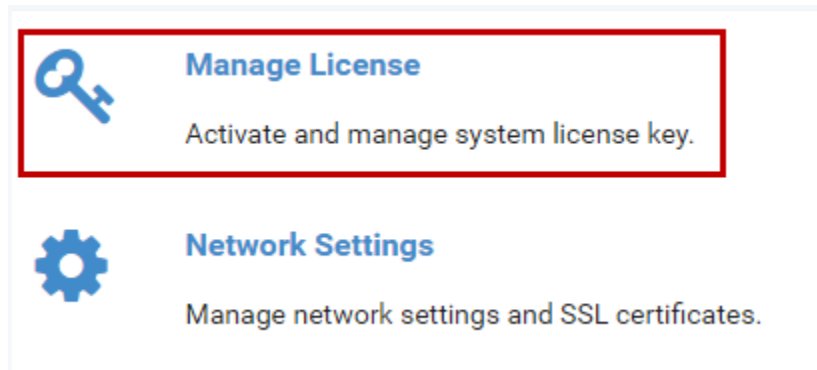 Manage License
Activate and manage system license key.
Network Settings
Manage network settings and SSL certificates.